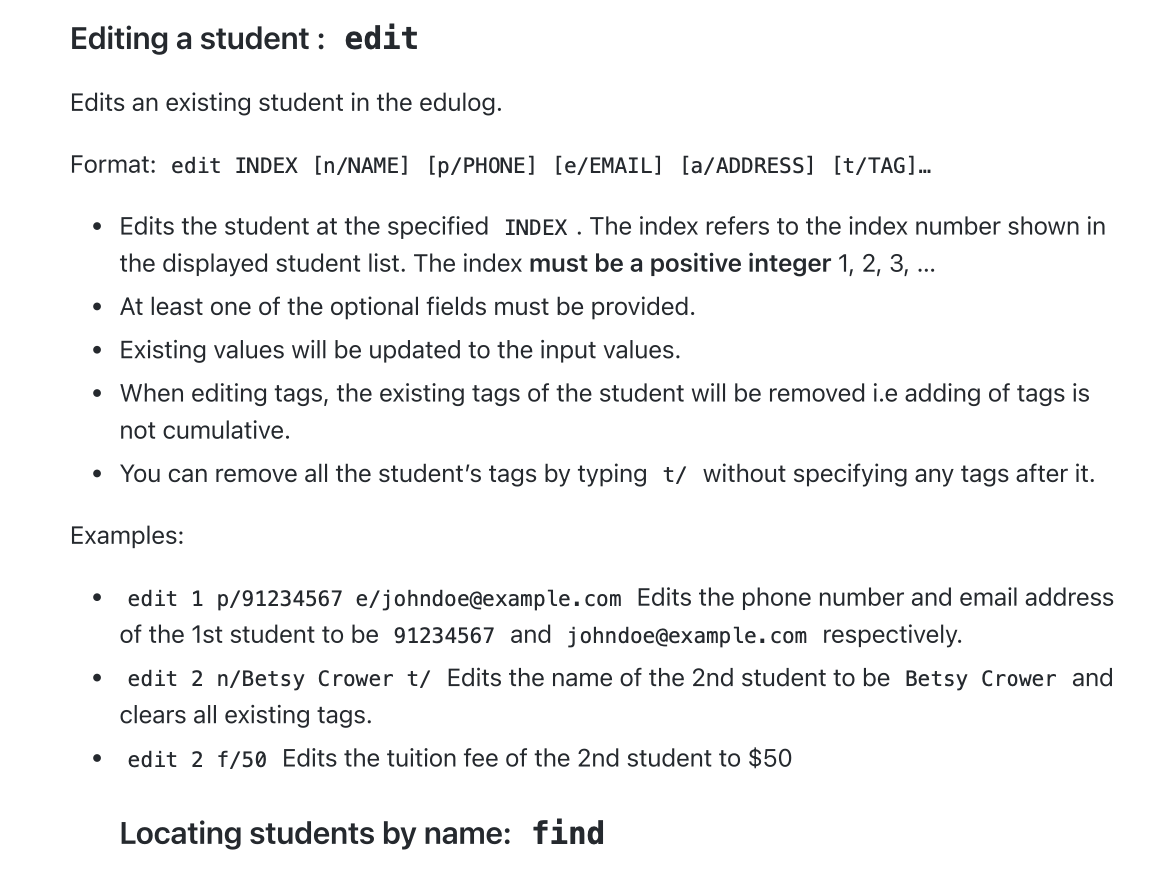 Editing a student : edit
Edits an existing student in the edulog.
Format: edit INDEX [n/NAME] [p/PHONE] [e/EMAIL] [a/ADDRESS] [t/TAG]…
• Edits the student at the specified INDEX . The index refers to the index number shown in
the displayed student list. The index must be a positive integer 1, 2, 3, …
• At least one of the optional fields must be provided.
• Existing values will be updated to the input values.
• When editing tags, the existing tags of the student will be removed i.e adding of tags is
not cumulative.
• You can remove all the student’s tags by typing t/ without specifying any tags after it.
Examples:
• edit 1 p/91234567 e/johndoe@example.com Edits the phone number and email address
of the 1st student to be 91234567 and johndoe@example.com respectively.
• edit 2 n/Betsy Crower t/ Edits the name of the 2nd student to be Betsy Crower and
clears all existing tags.
• edit 2 f/50 Edits the tuition fee of the 2nd student to $50
Locating students by name: find